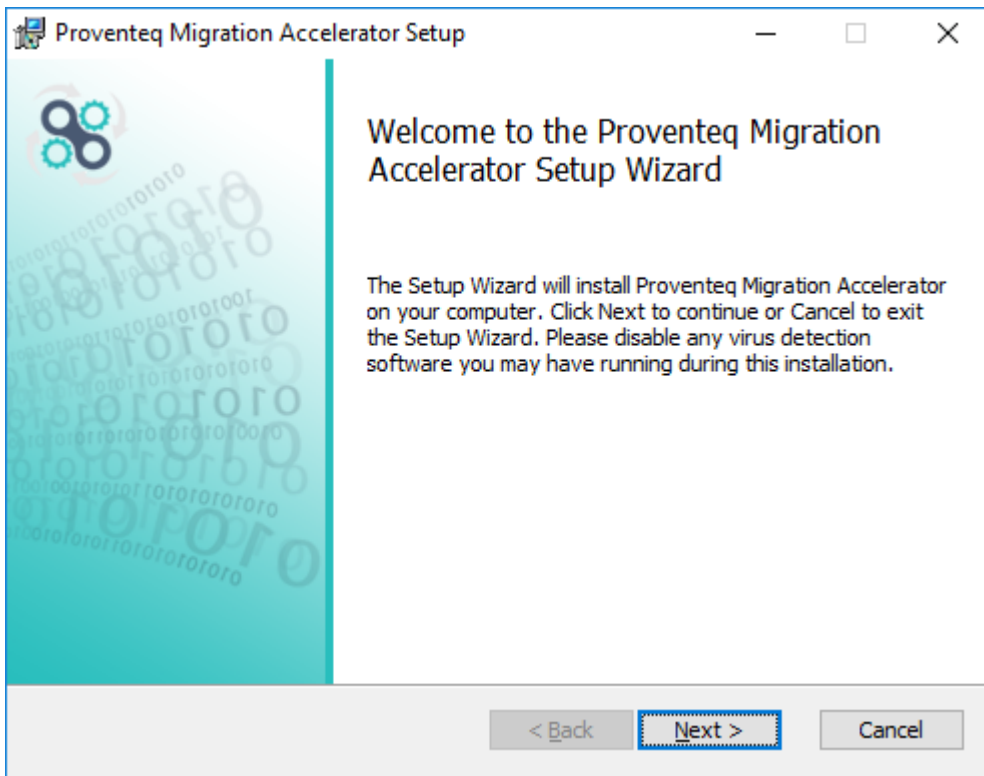 Proventeq Migration Accelerator Setup
Welcome to the Proventeq Migration
Accelerator Setup Wizard
The Setup Wizard will install Proventeq Migration Accelerator
on your computer. Click Next to continue or Cancel to exit
the Setup Wizard. Please disable any virus detection
software you may have running during this installation.
< Back
Next >
Cancel